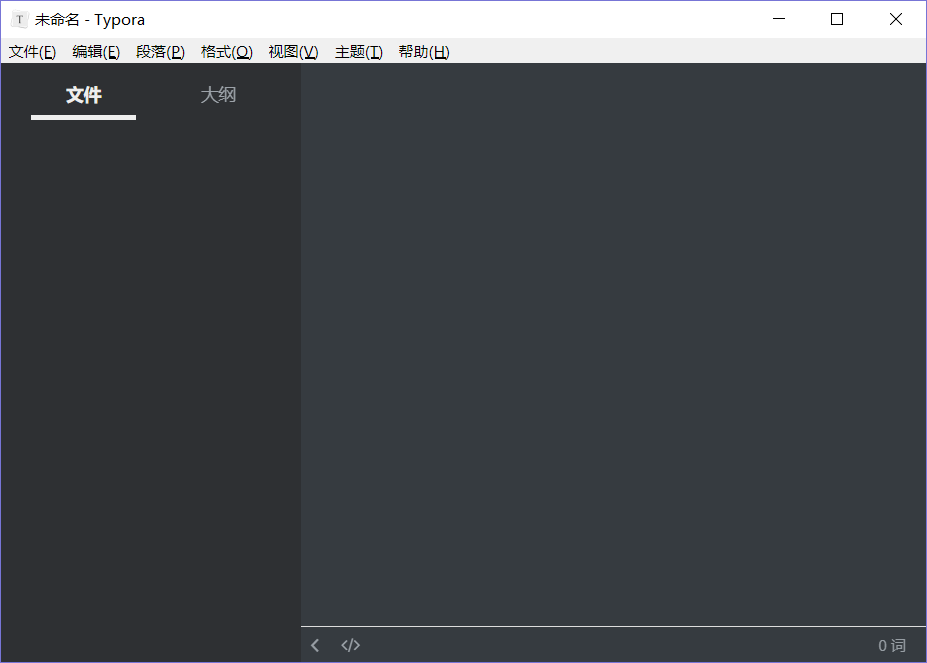 T 未命名 - Typora
文件(F) 编辑(E) 段落(P) 格式(O) 视图(V) 主题(T) 帮助(H)
文件 大纲
</> 0 词